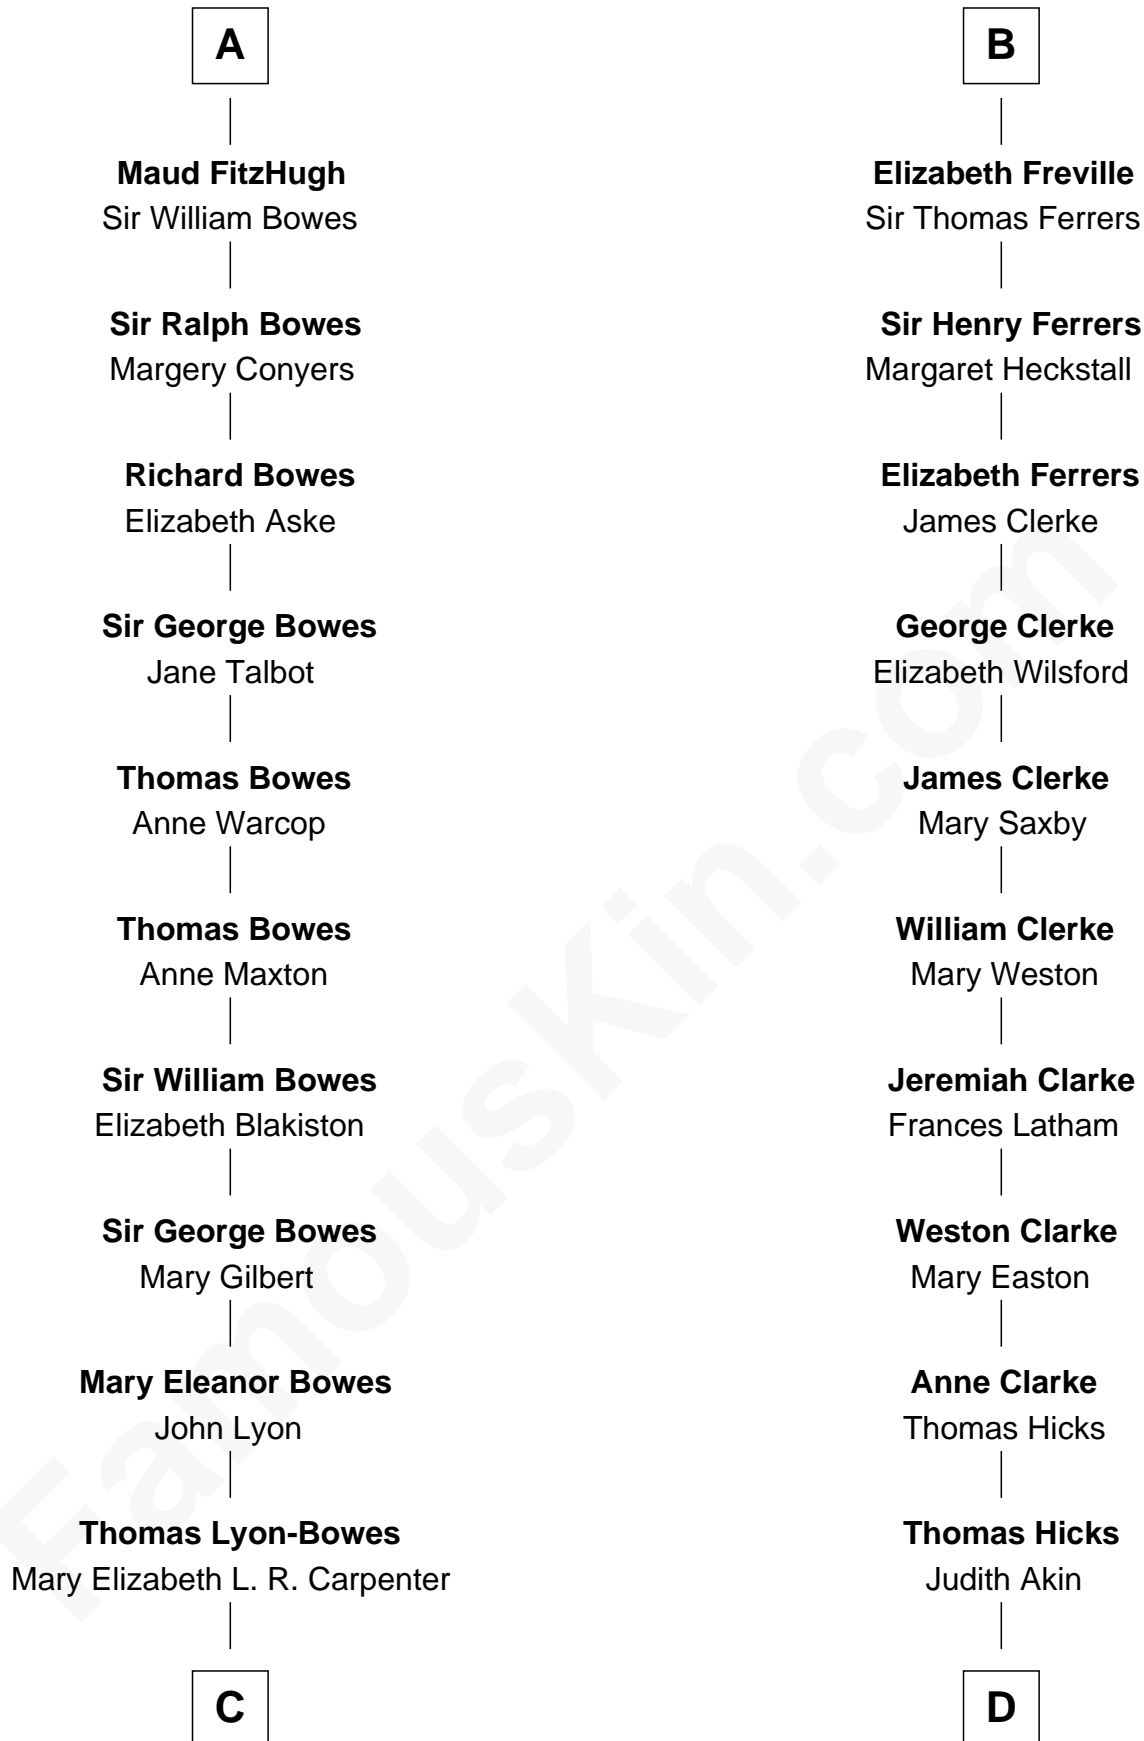 A
Maud FitzHugh
Sir William Bowes
Sir Ralph Bowes
Margery Conyers
Richard Bowes
Elizabeth Aske
Sir George Bowes
Jane Talbot
Thomas Bowes
Anne Warcop
Thomas Bowes
Anne Maxton
Sir William Bowes
Elizabeth Blakiston
Sir George Bowes
Mary Gilbert
Mary Eleanor Bowes
John Lyon
Thomas Lyon-Bowes
Mary Elizabeth L. R. Carpenter
C
B
Elizabeth Freville
Sir Thomas Ferrers
Sir Henry Ferrers
Margaret Heckstall
Elizabeth Ferrers
James Clerke
George Clerke
Elizabeth Wilsford
James Clerke
Mary Saxby
William Clerke
Mary Weston
Jeremiah Clarke
Frances Latham
Weston Clarke
Mary Easton
Anne Clarke
Thomas Hicks
Thomas Hicks
Judith Akin
D
FamousKin.com